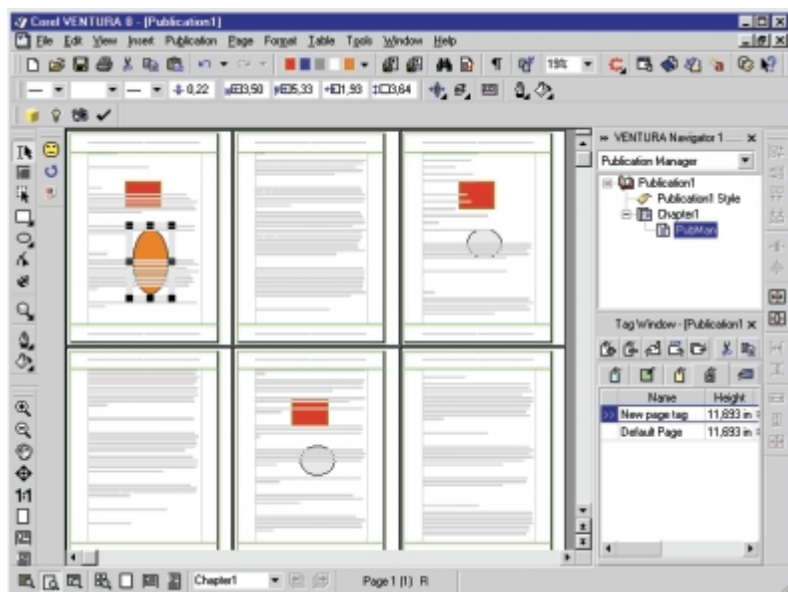 Corel VENTURA 8 - [Publication1]
File Edit View Insert Publication Page Format Table Tools Window Help
19%
0,22 3,50 5,33 1,93 3,64
VENTURA Navigator 1
Publication Manager
Publication1
Publication1 Style
Chapter1
PubMan
Tag Window - [Publication1
Name Height
New page tag 11,693 in
Default Page 11,693 in
1:1
Chapter1 Page 1 (1) R